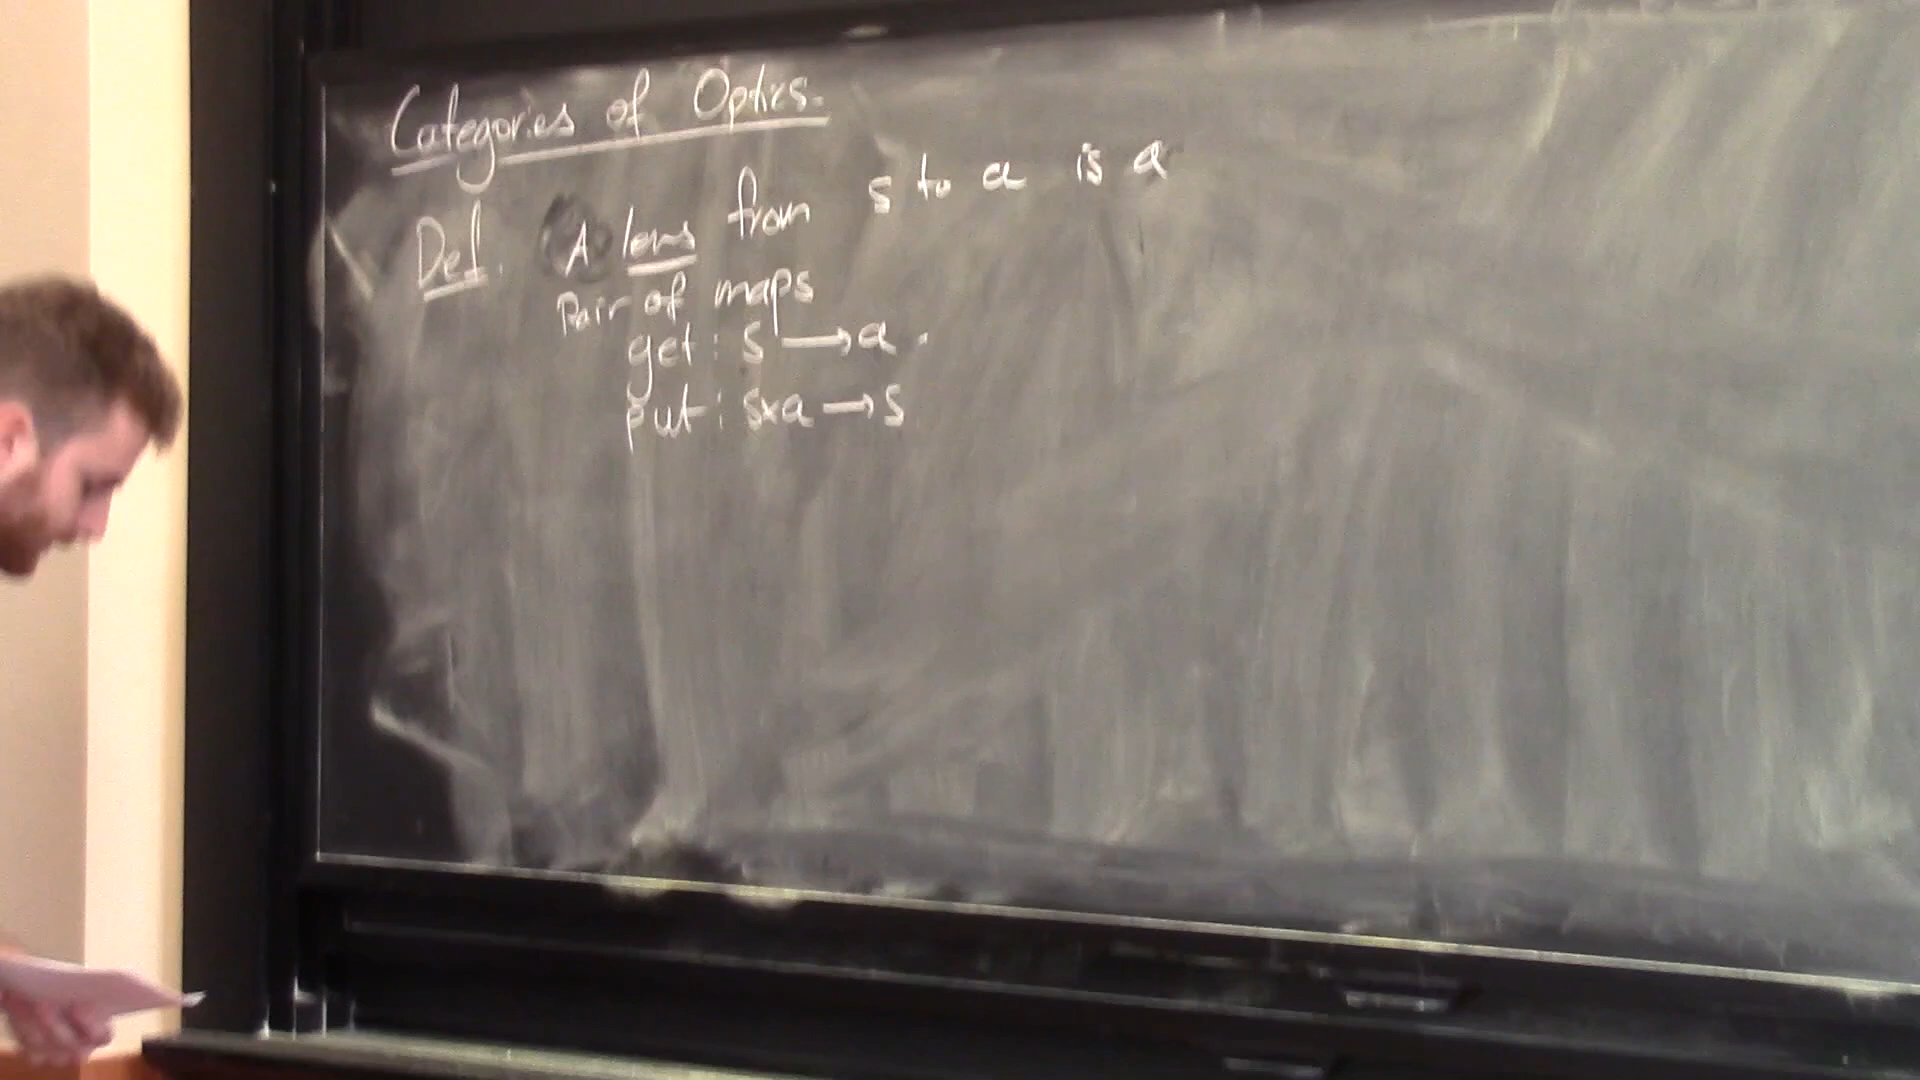 Categories of Optics.
Def. A lens from s to a is a
Pair of maps
get : s ⟶ a .
put : s×a ⟶ s